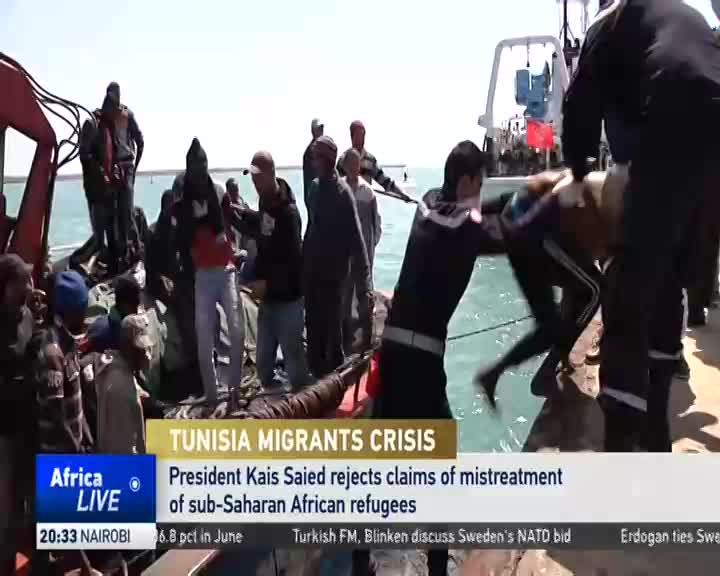 TUNISIA MIGRANTS CRISIS
President Kais Saied rejects claims of mistreatment
of sub-Saharan African refugees
Africa
LIVE
20:33 NAIROBI
6.8 pct in June Turkish FM, Blinken discuss Sweden's NATO bid Erdogan ties Swe